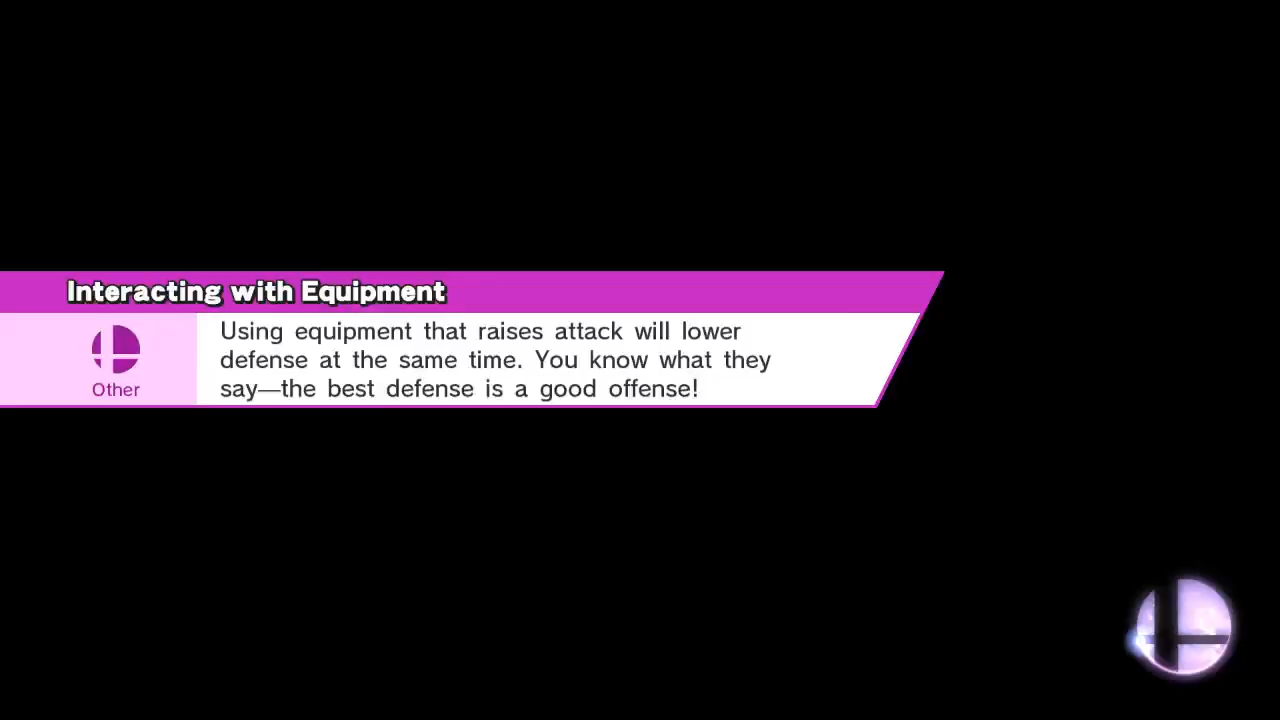 Interacting with Equipment
Other
Using equipment that raises attack will lower
defense at the same time. You know what they
say—the best defense is a good offense!